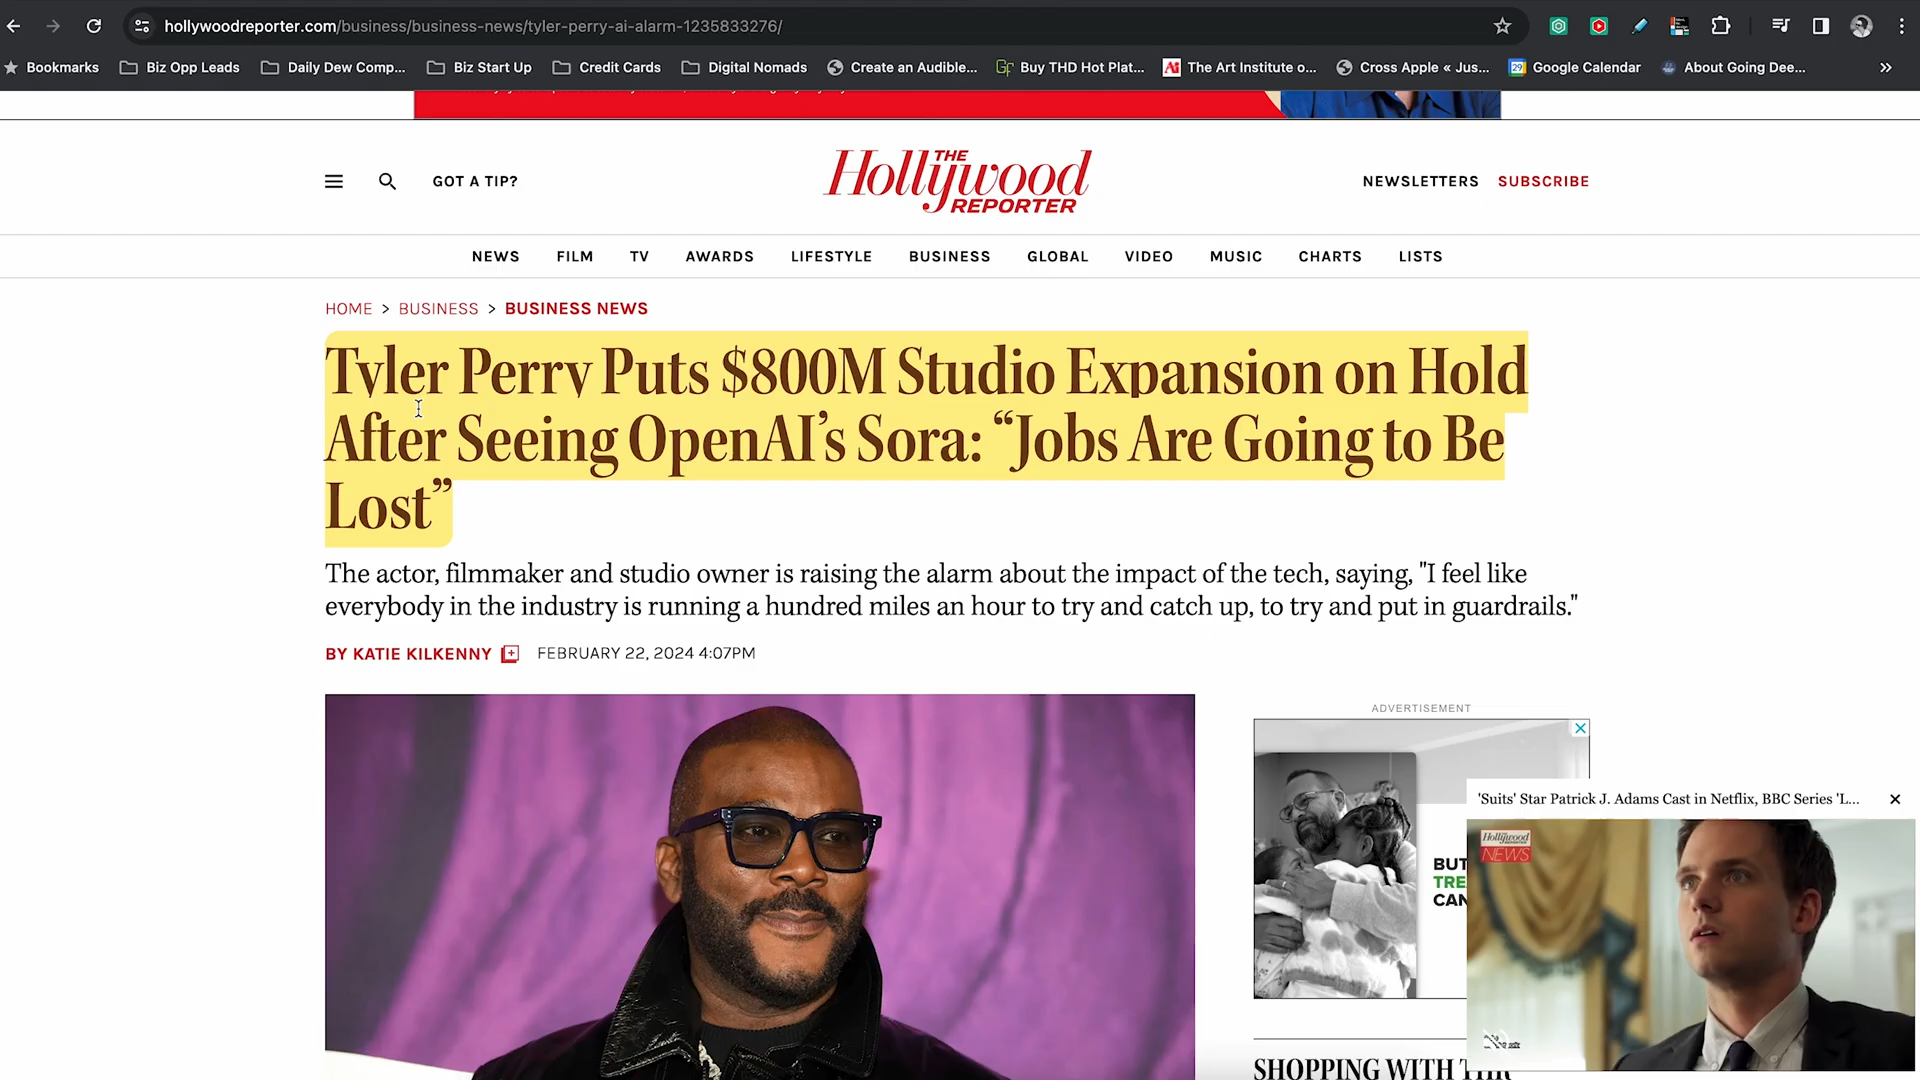 hollywoodreporter.com/business/business-news/tyler-perry-ai-alarm-1235833276/
Bookmarks Biz Opp Leads Daily Dew Comp... Biz Start Up Credit Cards Digital Nomads Create an Audible... Buy THD Hot Plat... The Art Institute o... Cross Apple « Jus... Google Calendar About Going Dee...
GOT A TIP?
THE
Hollywood
REPORTER
NEWSLETTERS SUBSCRIBE
NEWS FILM TV AWARDS LIFESTYLE BUSINESS GLOBAL VIDEO MUSIC CHARTS LISTS
HOME > BUSINESS > BUSINESS NEWS
Tyler Perry Puts $800M Studio Expansion on Hold
After Seeing OpenAI’s Sora: “Jobs Are Going to Be
Lost”
The actor, filmmaker and studio owner is raising the alarm about the impact of the tech, saying, "I feel like
everybody in the industry is running a hundred miles an hour to try and catch up, to try and put in guardrails."
BY KATIE KILKENNY FEBRUARY 22, 2024 4:07PM
ADVERTISEMENT
BUT
TRE
CAN
'Suits' Star Patrick J. Adams Cast in Netflix, BBC Series 'L...
Hollywood
REPORTER
NEWS
SHOPPING WITH